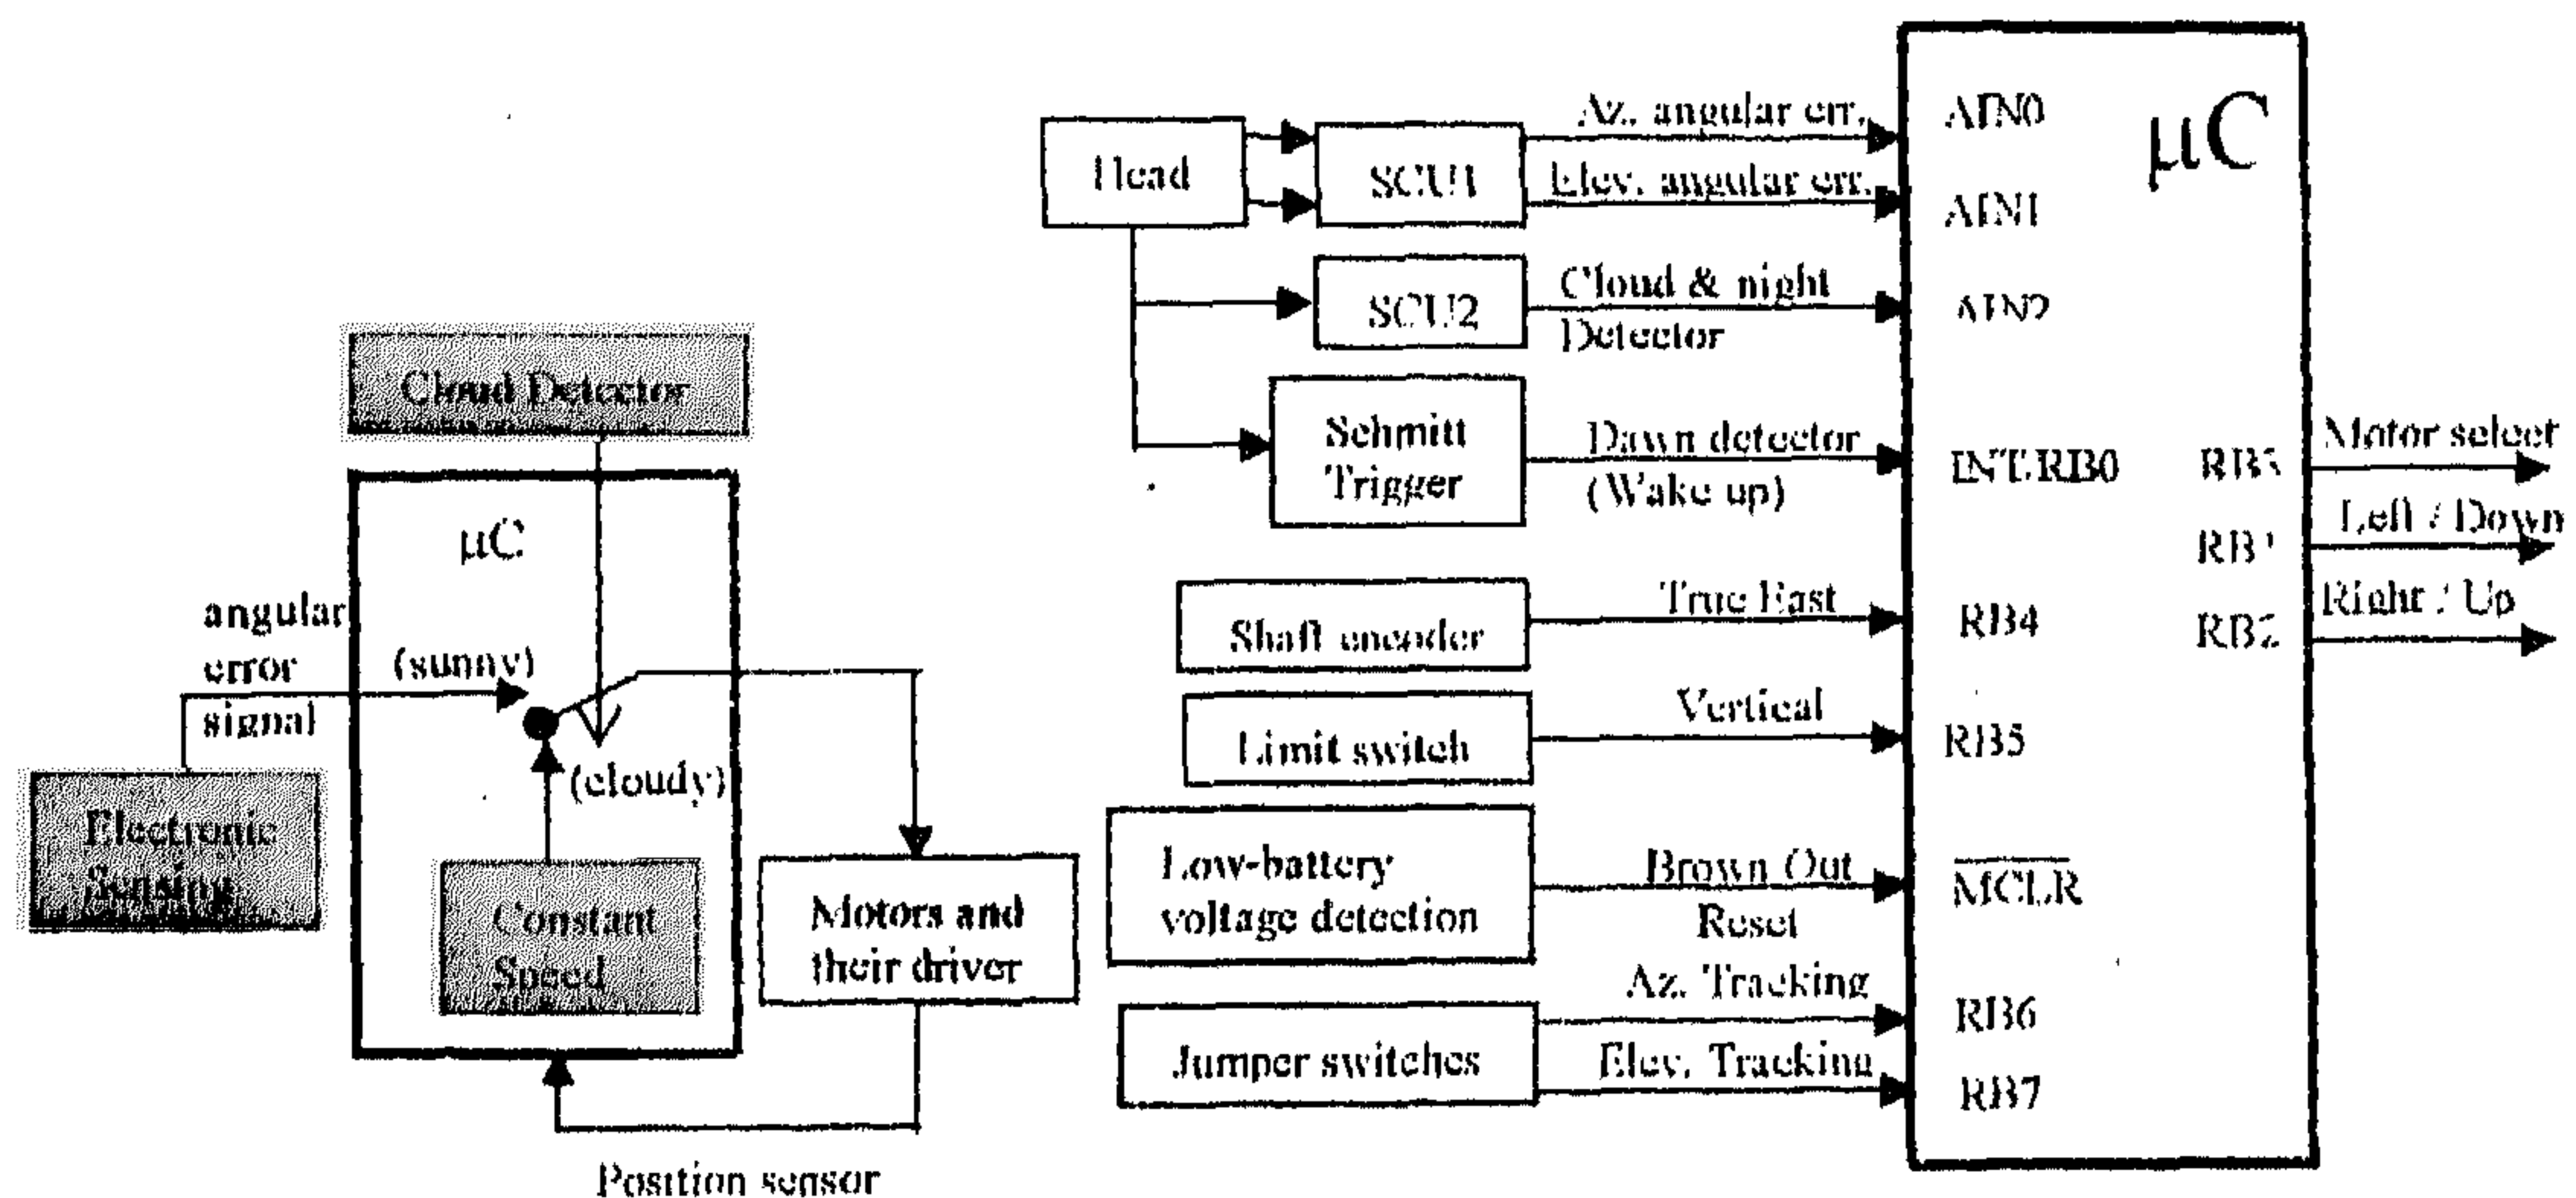 Cloud Detector
μC
angular
error
signal
(sunny)
(cloudy)
Electronic
Sensing
Constant
Speed
Motors and
their driver
Position sensor
Head
SCU1
SCU2
Schmitt
Trigger
Shaft encoder
Limit switch
Low-battery
voltage detection
Jumper switches
Az. angular err.
Elev. angular err.
Cloud & night
Detector
Dawn detector
(Wake up)
True East
Vertical
Brown Out
Reset
Az. Tracking
Elev. Tracking
μC
AIN0
AIN1
AIN2
INT/RB0
RB4
RB5
MCLR
RB6
RB7
RB3
RB2
Motor select
Left / Down
Right / Up